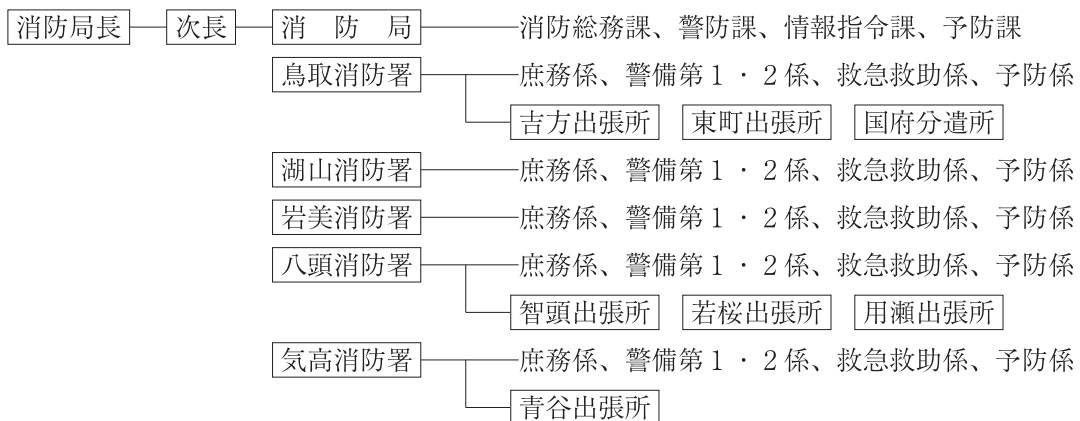 消防局長 次長 消防局 消防総務課、警防課、情報指令課、予防課
鳥取消防署 庶務係、警備第1・2係、救急救助係、予防係
吉方出張所 東町出張所 国府分遣所
湖山消防署 庶務係、警備第1・2係、救急救助係、予防係
岩美消防署 庶務係、警備第1・2係、救急救助係、予防係
八頭消防署 庶務係、警備第1・2係、救急救助係、予防係
智頭出張所 若桜出張所 用瀬出張所
気高消防署 庶務係、警備第1・2係、救急救助係、予防係
青谷出張所